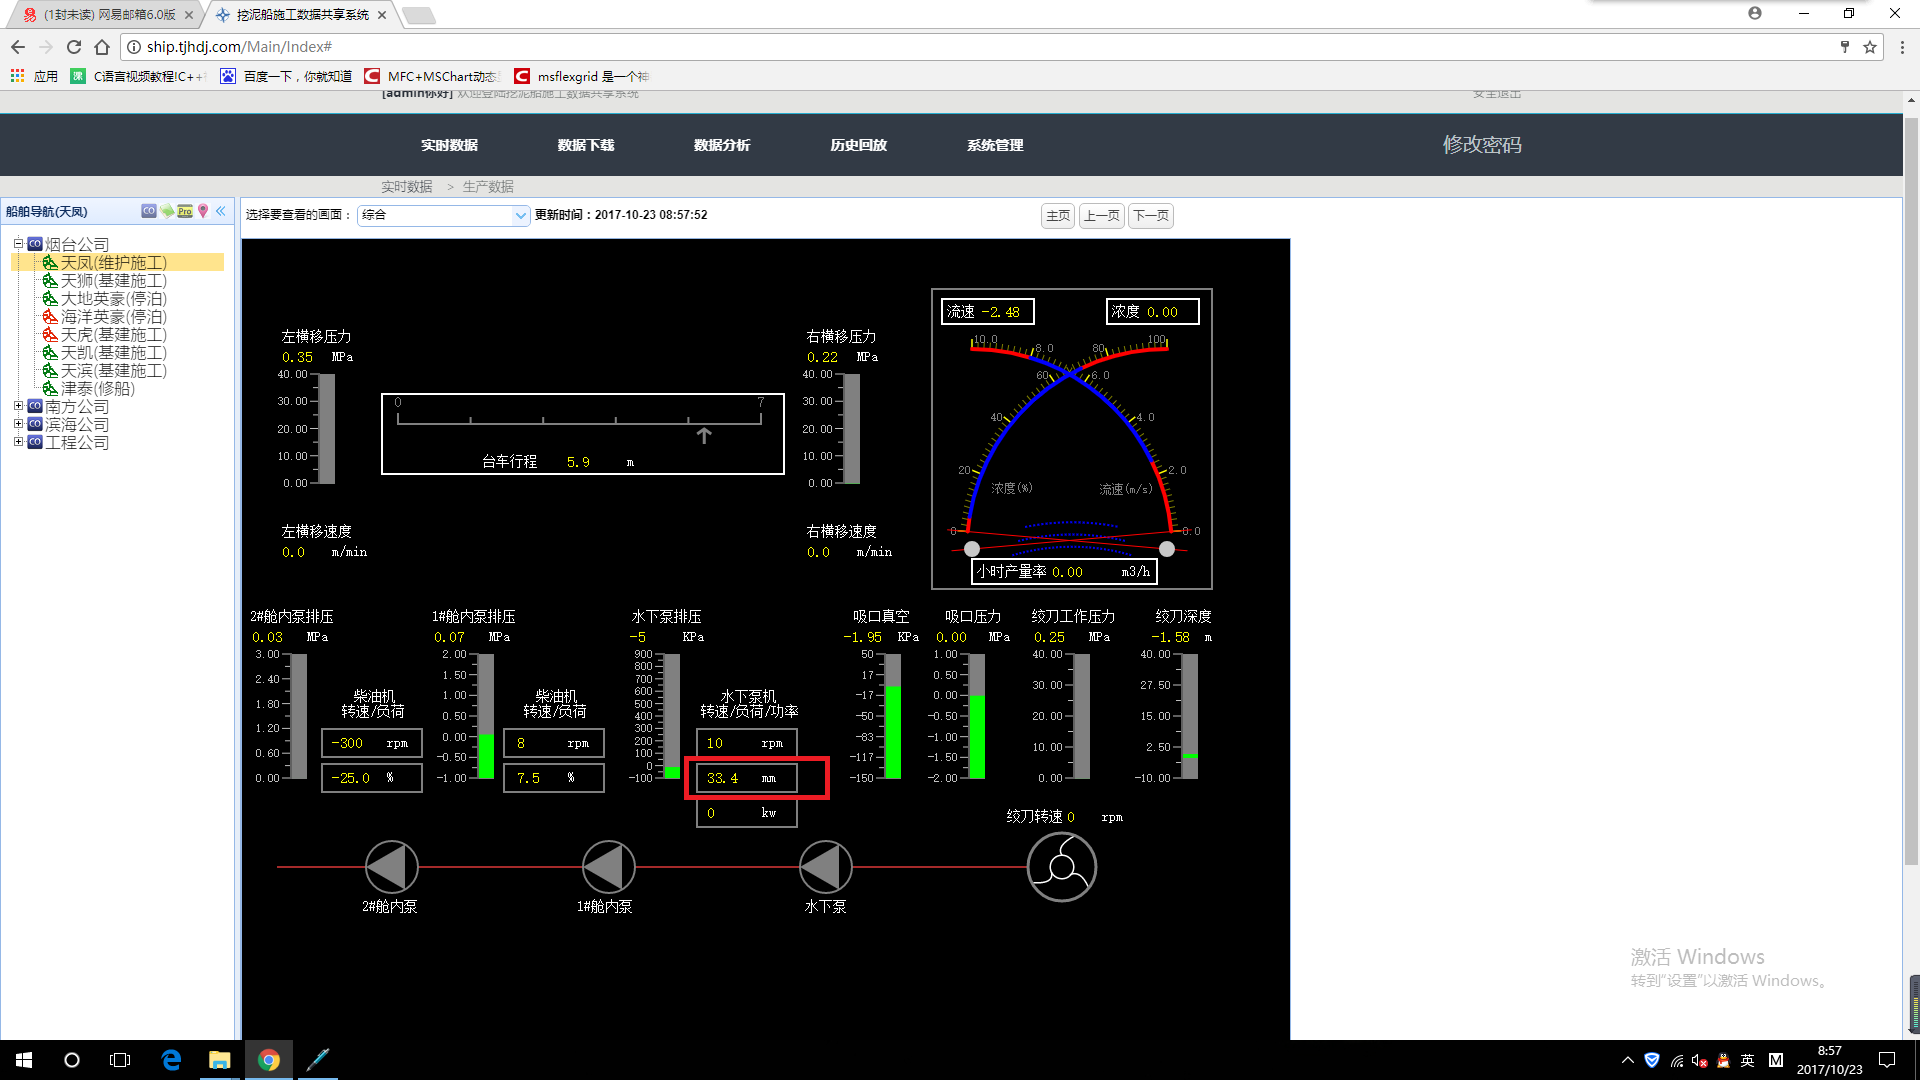 (1封未读) 网易邮箱6.0版
挖泥船施工数据共享系统
ship.tjhdj.com/Main/Index#
应用
C语言视频教程!C++
百度一下，你就知道
MFC+MSChart动态
msflexgrid 是一个神
[admin你好] 欢迎登陆挖泥船施工数据共享系统
安全退出
实时数据 数据下载 数据分析 历史回放 系统管理
修改密码
实时数据 > 生产数据
船舶导航(天凤)
CO
Pro
烟台公司
天凤(维护施工)
天狮(基建施工)
大地英豪(停泊)
海洋英豪(停泊)
天虎(基建施工)
天凯(基建施工)
天滨(基建施工)
津泰(修船)
南方公司
滨海公司
工程公司
选择要查看的画面： 综合 更新时间：2017-10-23 08:57:52
主页 上一页 下一页
左横移压力
0.35 MPa
40.00
30.00
20.00
10.00
0.00
左横移速度
0.0 m/min
0 7
台车行程 5.9 m
右横移压力
0.22 MPa
40.00
30.00
20.00
10.00
0.00
右横移速度
0.0 m/min
流速 -2.48
浓度 0.00
10.0 8.0 80 100
60 6.0
40 4.0
20 2.0
浓度(%) 流速(m/s)
0 0.0
小时产量率 0.00 m3/h
2#舱内泵排压
0.03 MPa
3.00
2.40
1.80
1.20
0.60
0.00
柴油机
转速/负荷
-300 rpm
-25.0 %
1#舱内泵排压
0.07 MPa
2.00
1.50
1.00
0.50
0.00
-0.50
-1.00
柴油机
转速/负荷
8 rpm
7.5 %
水下泵排压
-5 KPa
900
800
700
600
500
400
300
200
100
0
-100
水下泵机
转速/负荷/功率
10 rpm
33.4 mm
0 kw
吸口真空
-1.95 KPa
50
17
-17
-50
-83
-117
-150
吸口压力
0.00 MPa
1.00
0.50
0.00
-0.50
-1.00
-1.50
-2.00
绞刀工作压力
0.25 MPa
40.00
30.00
20.00
10.00
0.00
绞刀深度
-1.58 m
40.00
27.50
15.00
2.50
-10.00
绞刀转速 0 rpm
2#舱内泵
1#舱内泵
水下泵
激活 Windows
转到“设置”以激活 Windows。
英
M
8:57
2017/10/23